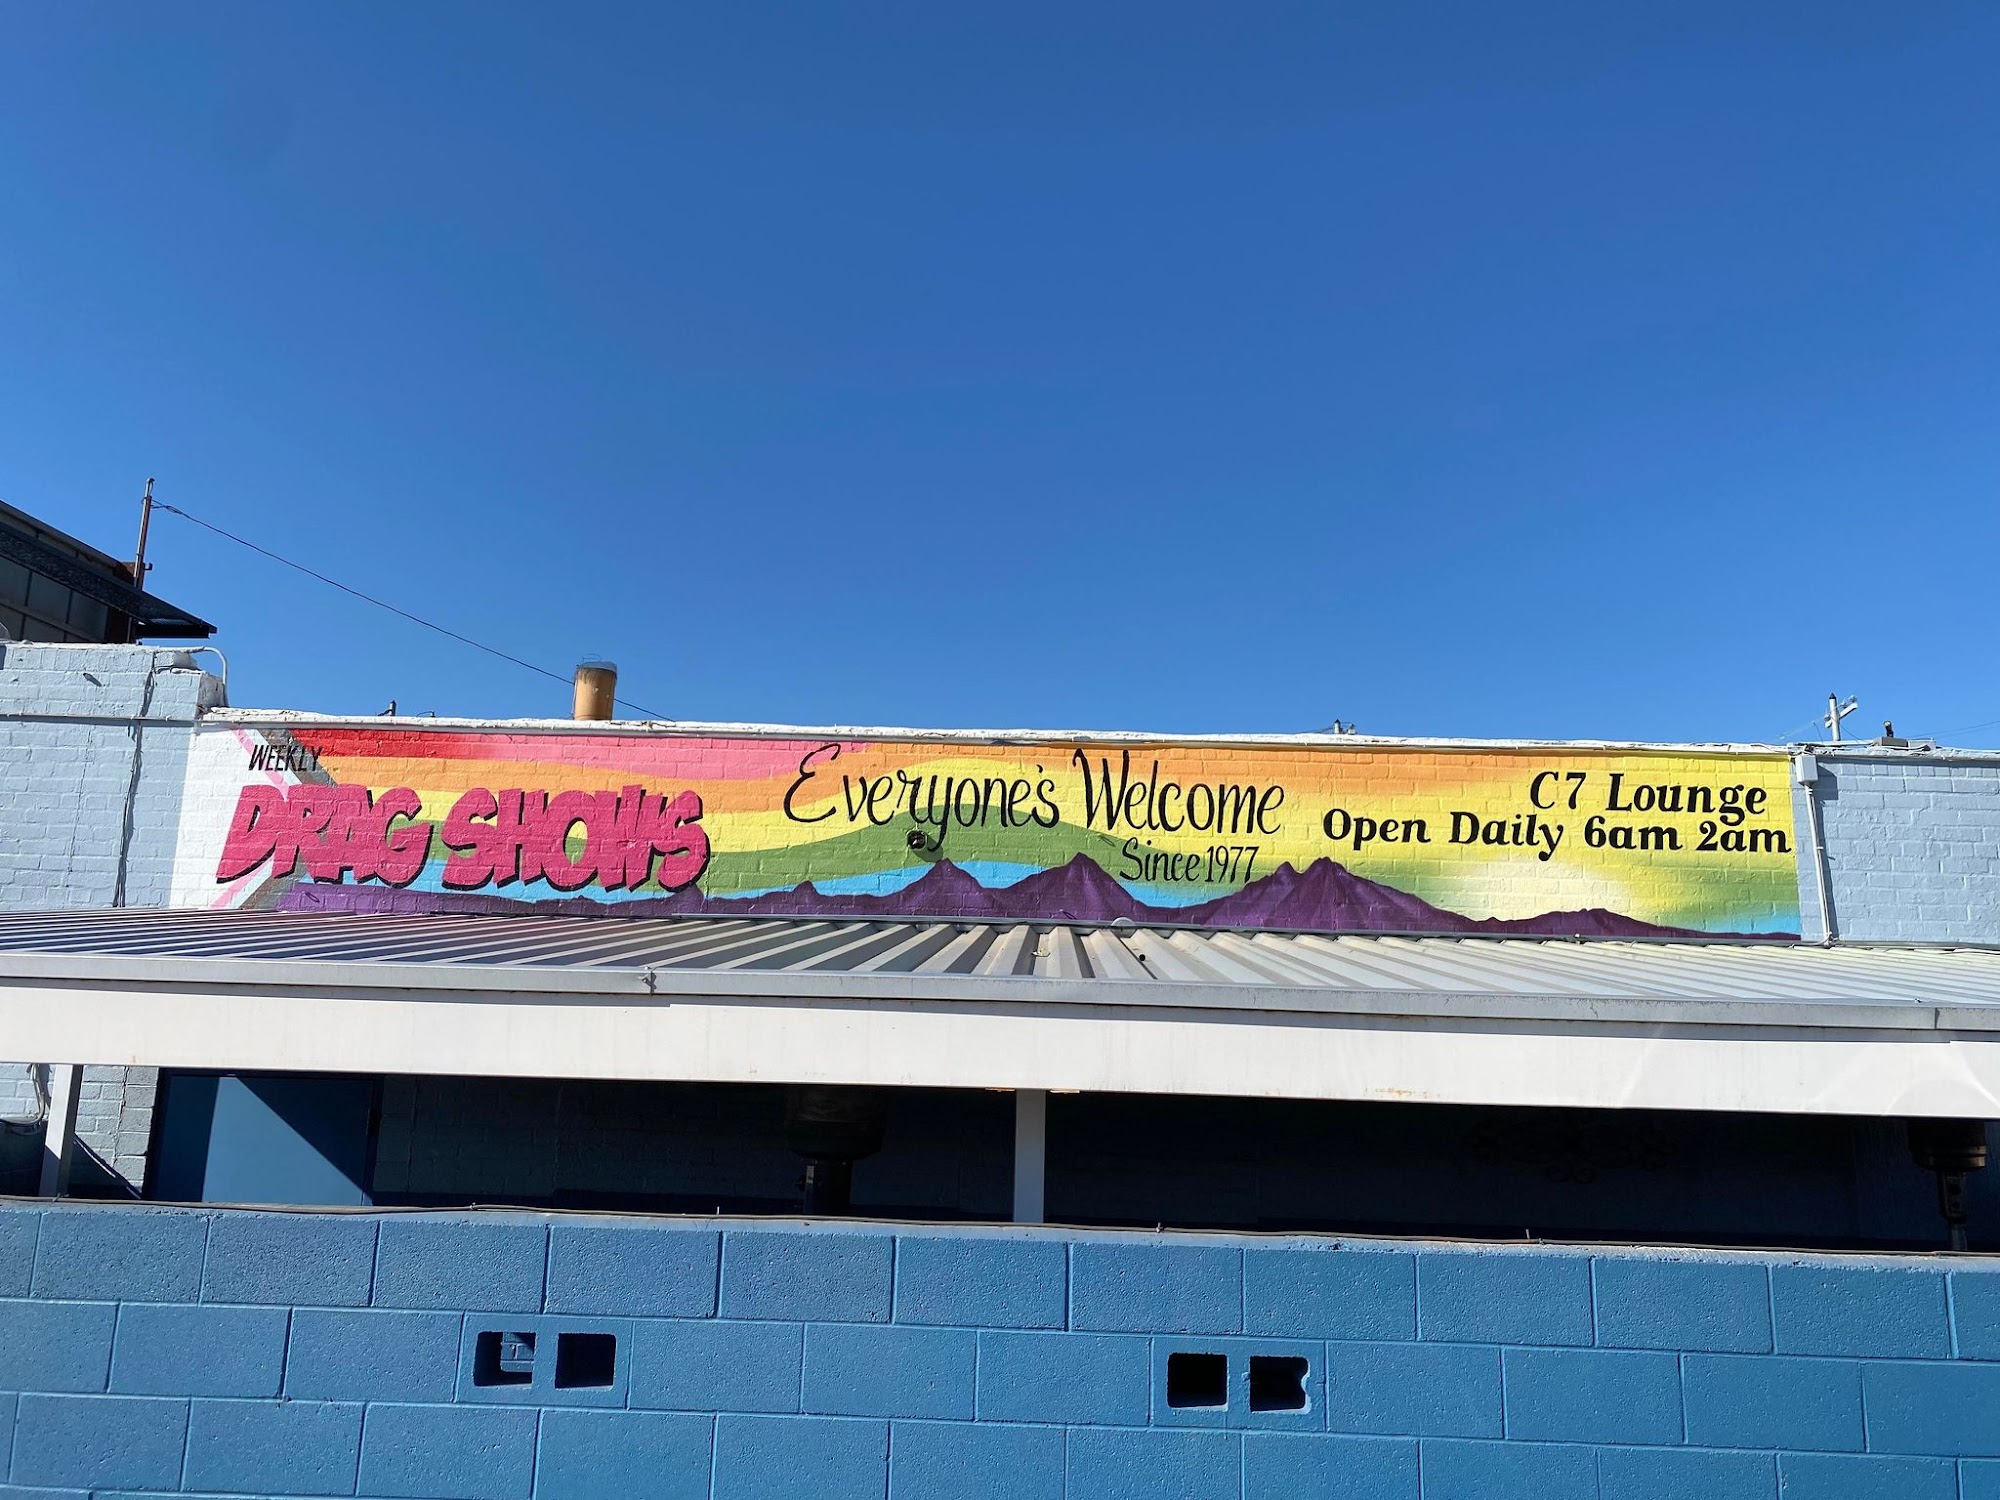 WEEKLY
DRAG SHOWS
Everyone's Welcome
Since 1977
C7 Lounge
Open Daily 6am 2am